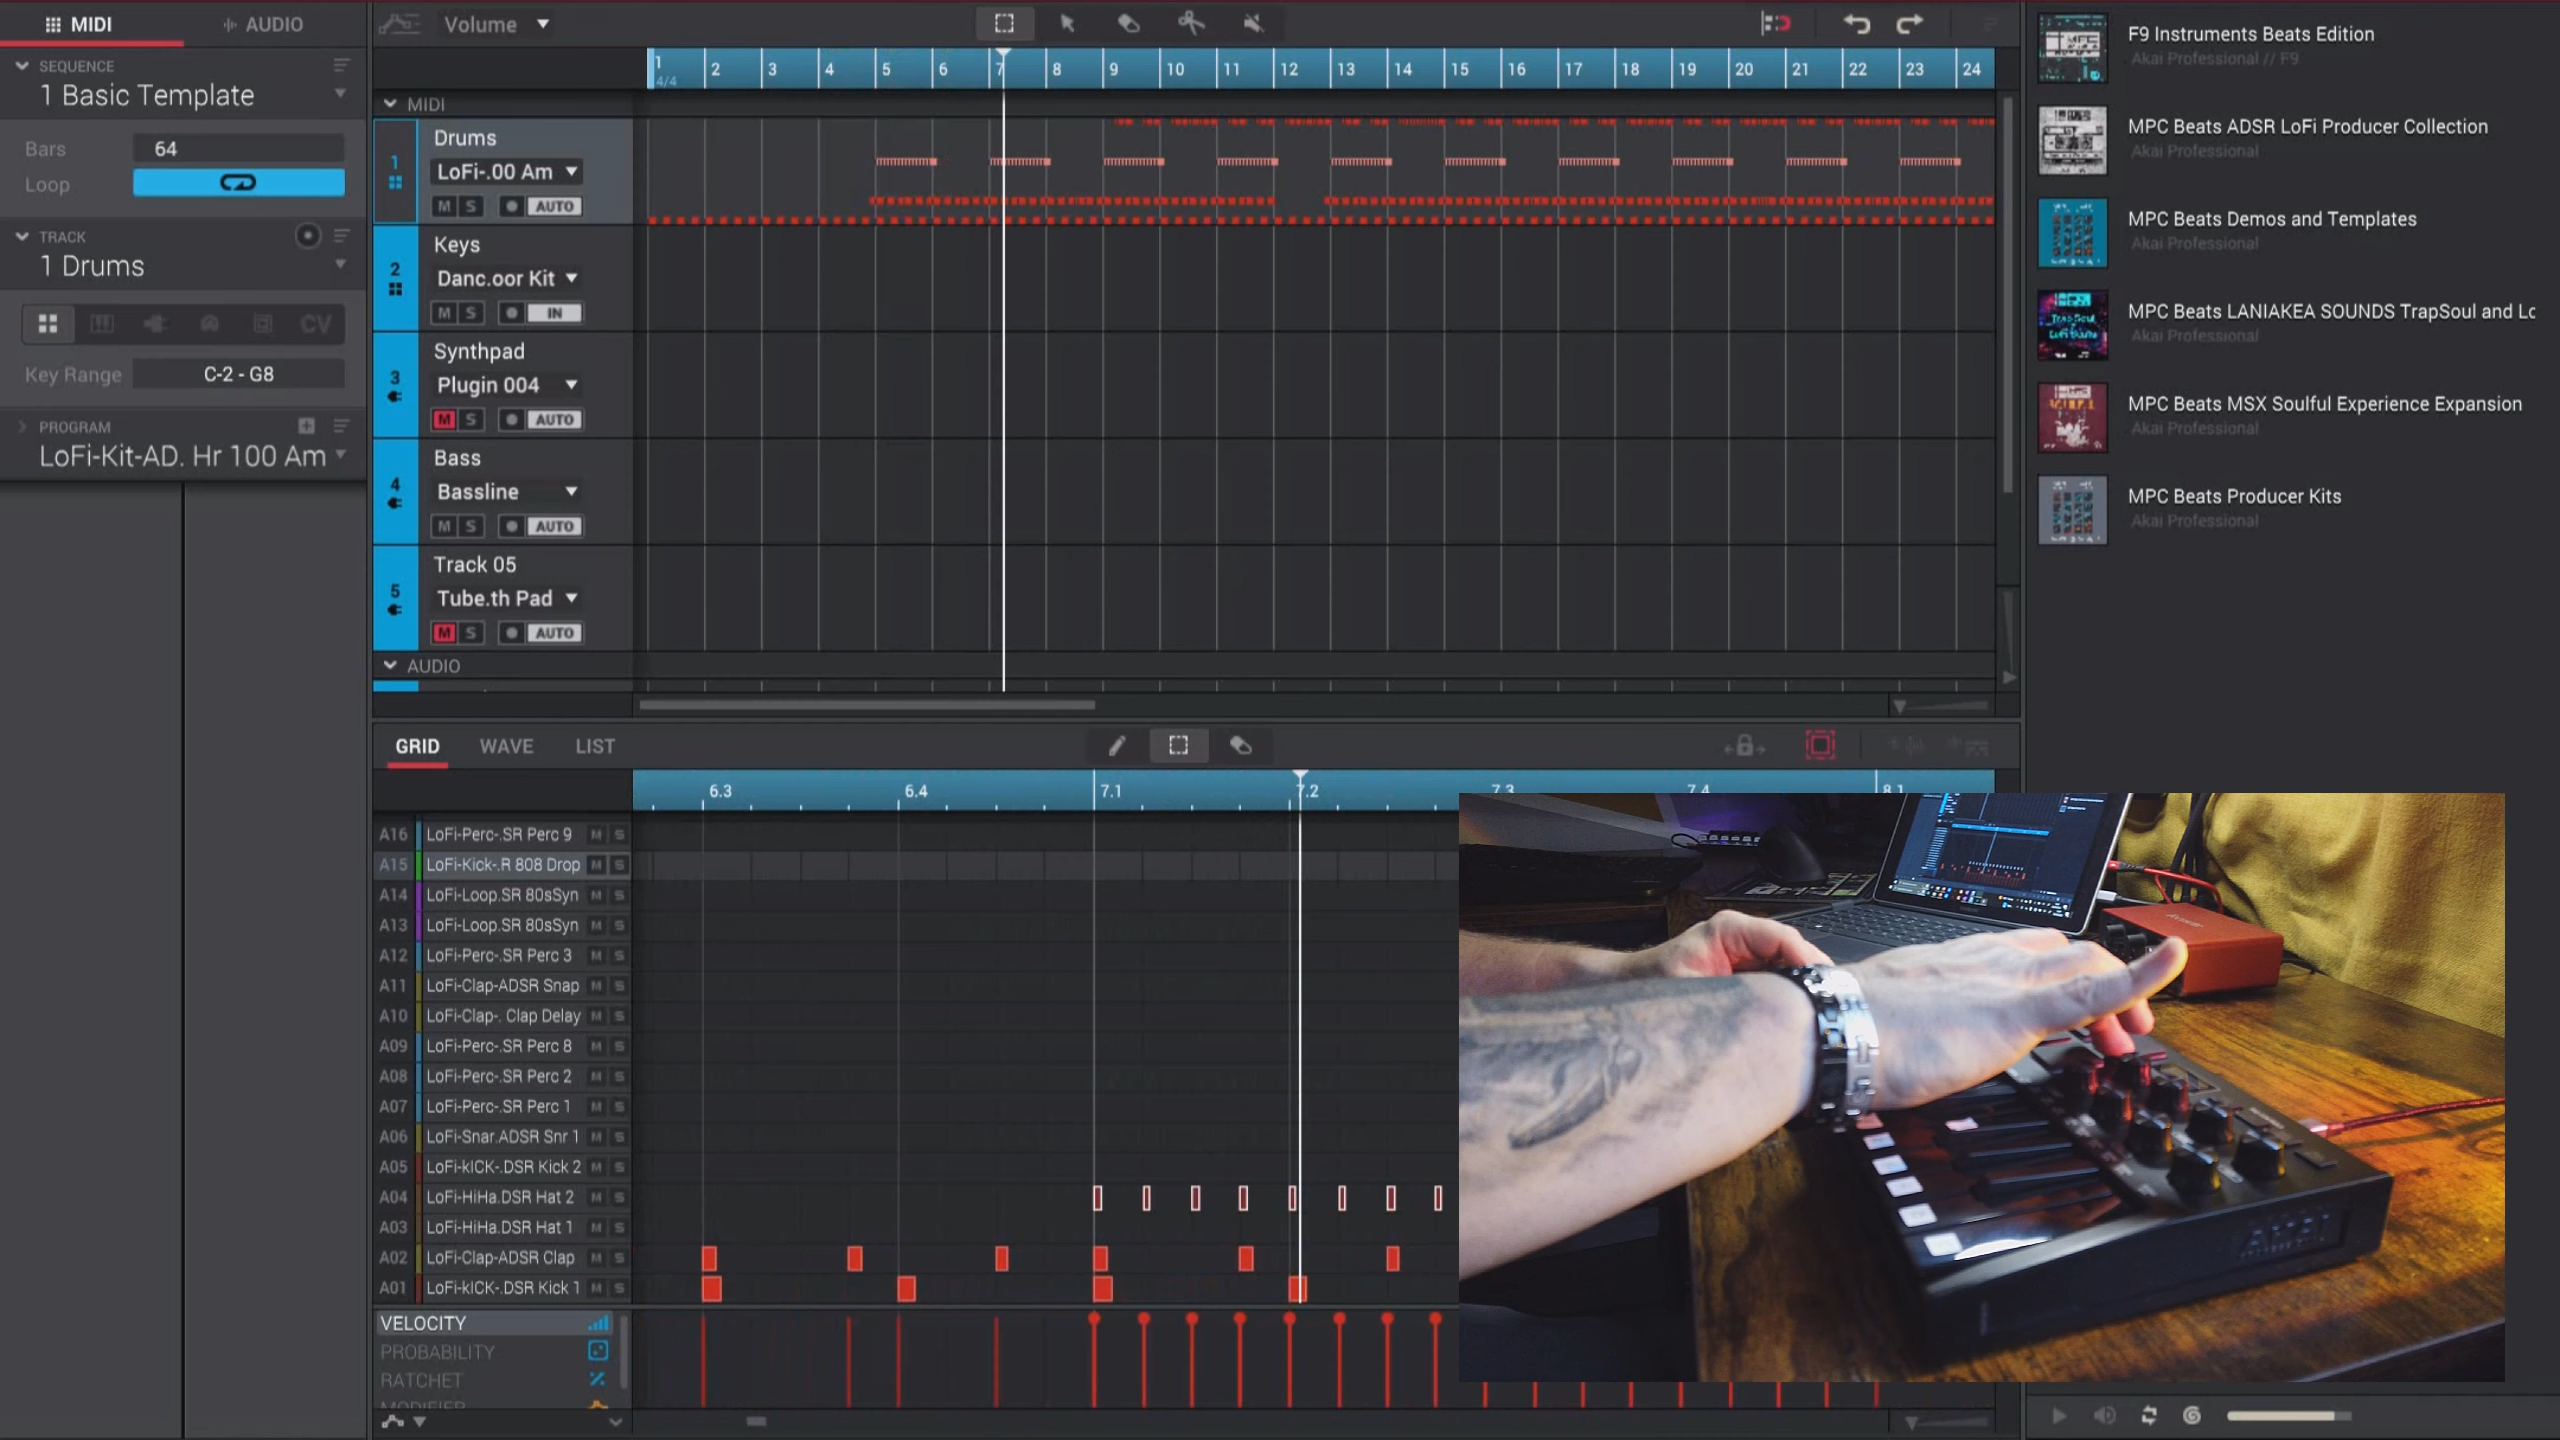 MIDI
AUDIO
SEQUENCE
1 Basic Template
Bars
64
Loop
TRACK
1 Drums
CV
Key Range
C-2 - G8
PROGRAM
LoFi-Kit-AD. Hr 100 Am
Volume
1 2 3 4 5 6 7 8 9 10 11 12 13 14 15 16 17 18 19 20 21 22 23 24
4/4
MIDI
1
Drums
LoFi-.00 Am
M S AUTO
2
Keys
Danc.oor Kit
M S IN
3
Synthpad
Plugin 004
M S AUTO
4
Bass
Bassline
M S AUTO
5
Track 05
Tube.th Pad
M S AUTO
AUDIO
GRID
WAVE
LIST
6.3 6.4 7.1 7.2 7.3 7.4 8.1
A16 LoFi-Perc-.SR Perc 9 M S
A15 LoFi-Kick-.R 808 Drop M S
A14 LoFi-Loop.SR 80sSyn M S
A13 LoFi-Loop.SR 80sSyn M S
A12 LoFi-Perc-.SR Perc 3 M S
A11 LoFi-Clap-ADSR Snap M S
A10 LoFi-Clap-. Clap Delay M S
A09 LoFi-Perc-.SR Perc 8 M S
A08 LoFi-Perc-.SR Perc 2 M S
A07 LoFi-Perc-.SR Perc 1 M S
A06 LoFi-Snar.ADSR Snr 1 M S
A05 LoFi-kICK-.DSR Kick 2 M S
A04 LoFi-HiHa.DSR Hat 2 M S
A03 LoFi-HiHa.DSR Hat 1 M S
A02 LoFi-Clap-ADSR Clap M S
A01 LoFi-kICK-.DSR Kick 1 M S
VELOCITY
PROBABILITY
RATCHET
MODIFIER
F9 Instruments Beats Edition
Akai Professional // F9
MPC Beats ADSR LoFi Producer Collection
Akai Professional
MPC Beats Demos and Templates
Akai Professional
MPC Beats LANIAKEA SOUNDS TrapSoul and Lo
Akai Professional
MPC Beats MSX Soulful Experience Expansion
Akai Professional
MPC Beats Producer Kits
Akai Professional
AKAI